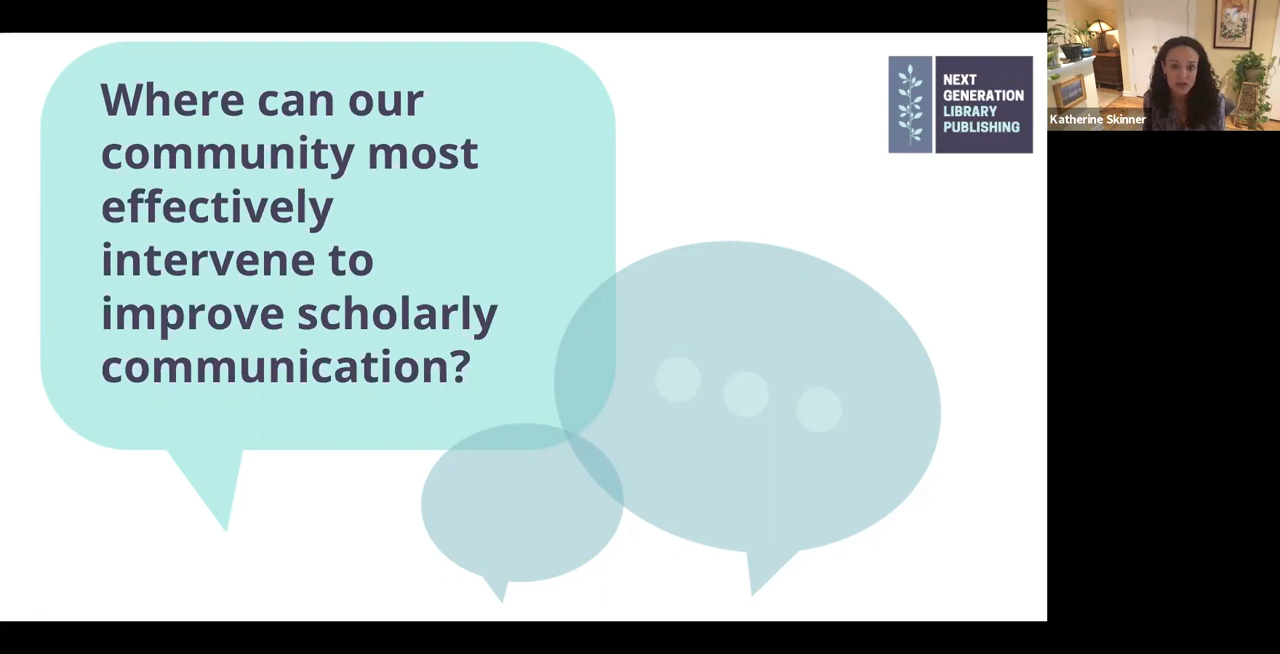 Where can our
community most
effectively
intervene to
improve scholarly
communication?
NEXT
GENERATION
LIBRARY
PUBLISHING
Katherine Skinner